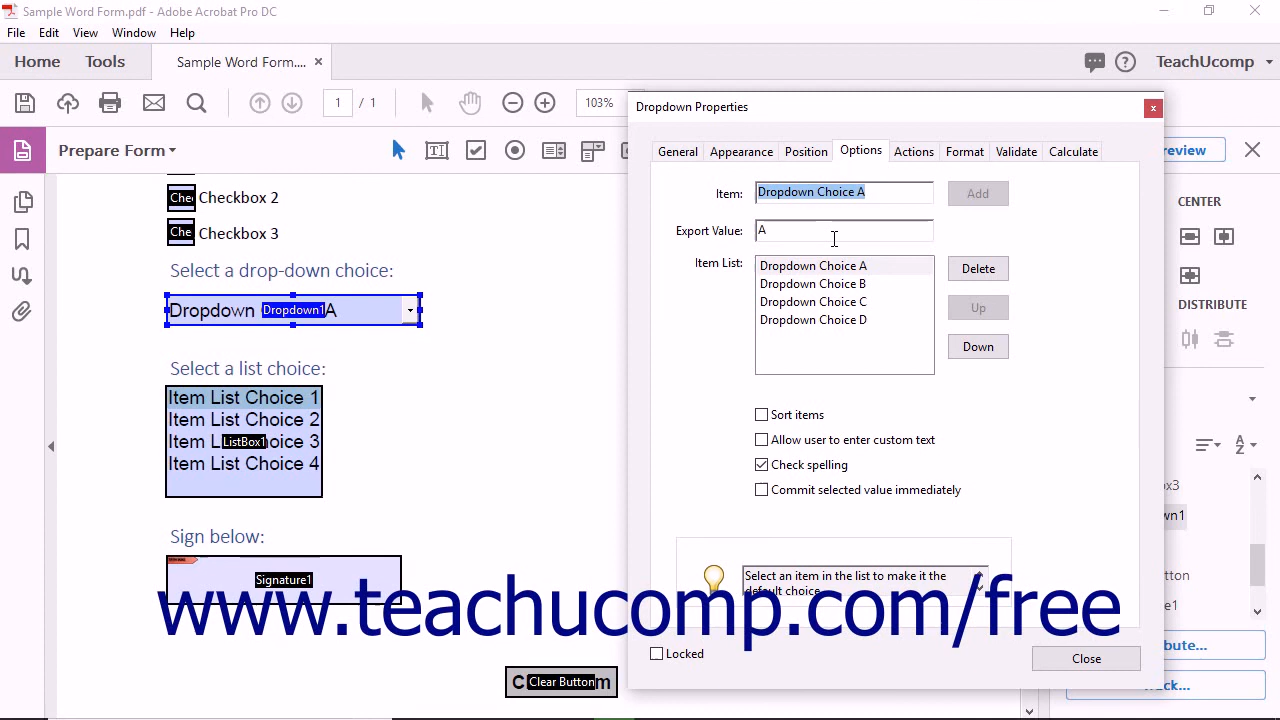 Sample Word Form.pdf - Adobe Acrobat Pro DC
File Edit View Window Help
Home Tools Sample Word Form.... × TeachUcomp
1 / 1 103%
Prepare Form
Checkbox 2
Checkbox 3
Select a drop-down choice:
Dropdown Dropdown1 A
Select a list choice:
Item List Choice 1
Item List Choice 2
ListBox1
Item List Choice 4
Sign below:
Signature1
Clear Button
Dropdown Properties
General Appearance Position Options Actions Format Validate Calculate
Item: Dropdown Choice A Add
Export Value: A
Item List:
Dropdown Choice A
Dropdown Choice B
Dropdown Choice C
Dropdown Choice D
Delete
Up
Down
Sort items
Allow user to enter custom text
Check spelling
Commit selected value immediately
Select an item in the list to make it the
default choice
Locked
Close
CENTER
DISTRIBUTE
www.teachucomp.com/free